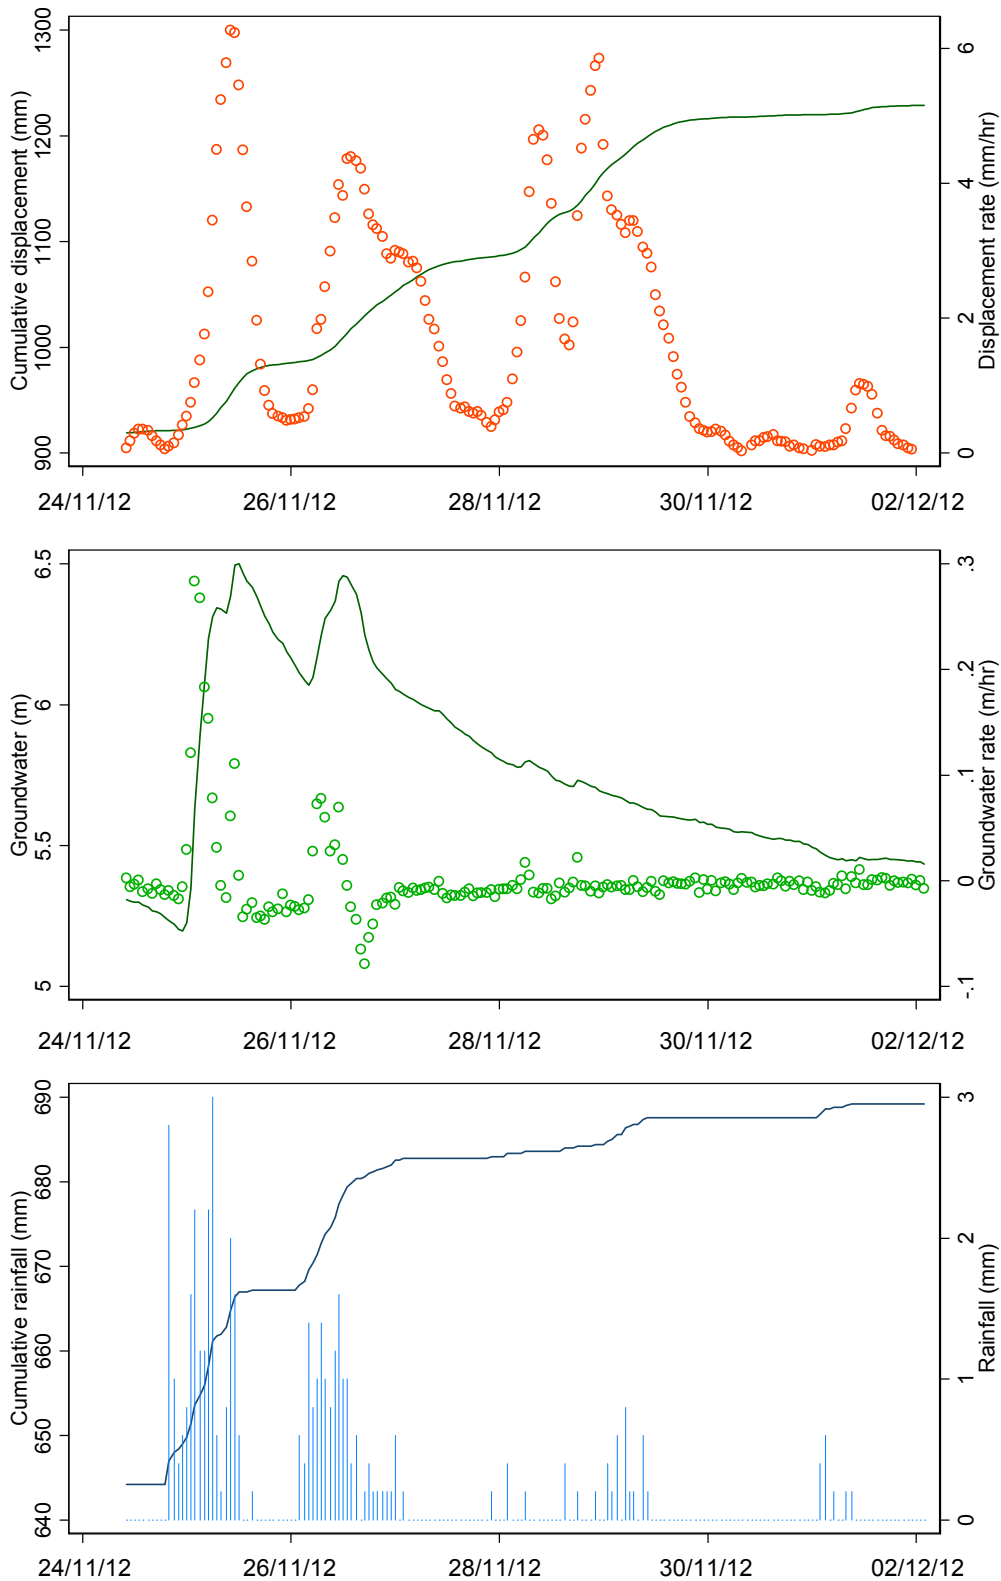 Cumulative displacement (mm)
900 1000 1100 1200 1300
Displacement rate (mm/hr)
0 2 4 6
24/11/12 26/11/12 28/11/12 30/11/12 02/12/12
Groundwater (m)
5 5.5 6 6.5
Groundwater rate (m/hr)
-.1 0 .1 .2 .3
24/11/12 26/11/12 28/11/12 30/11/12 02/12/12
Cumulative rainfall (mm)
640 650 660 670 680 690
Rainfall (mm)
0 1 2 3
24/11/12 26/11/12 28/11/12 30/11/12 02/12/12